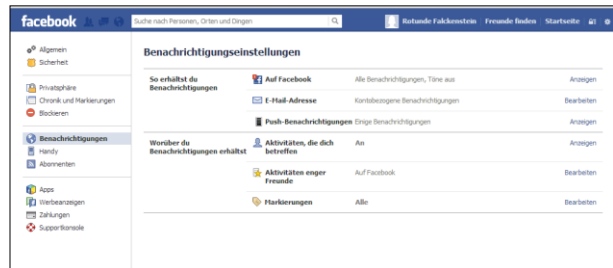 facebook Suche nach Personen, Orten und Dingen Rotunde Falckenstein Freunde finden Startseite
Allgemein
Sicherheit
Privatsphäre
Chronik und Markierungen
Blockieren
Benachrichtigungen
Handy
Abonnenten
Apps
Werbeanzeigen
Zahlungen
Supportkonsole
Benachrichtigungseinstellungen
So erhältst du
Benachrichtigungen
Auf Facebook Alle Benachrichtigungen, Töne aus Anzeigen
E-Mail-Adresse Kontobezogene Benachrichtigungen Bearbeiten
Push-Benachrichtigungen Einige Benachrichtigungen Anzeigen
Worüber du
Benachrichtigungen erhältst
Aktivitäten, die dich
betreffen
An Anzeigen
Aktivitäten enger
Freunde
Auf Facebook Bearbeiten
Markierungen Alle Bearbeiten